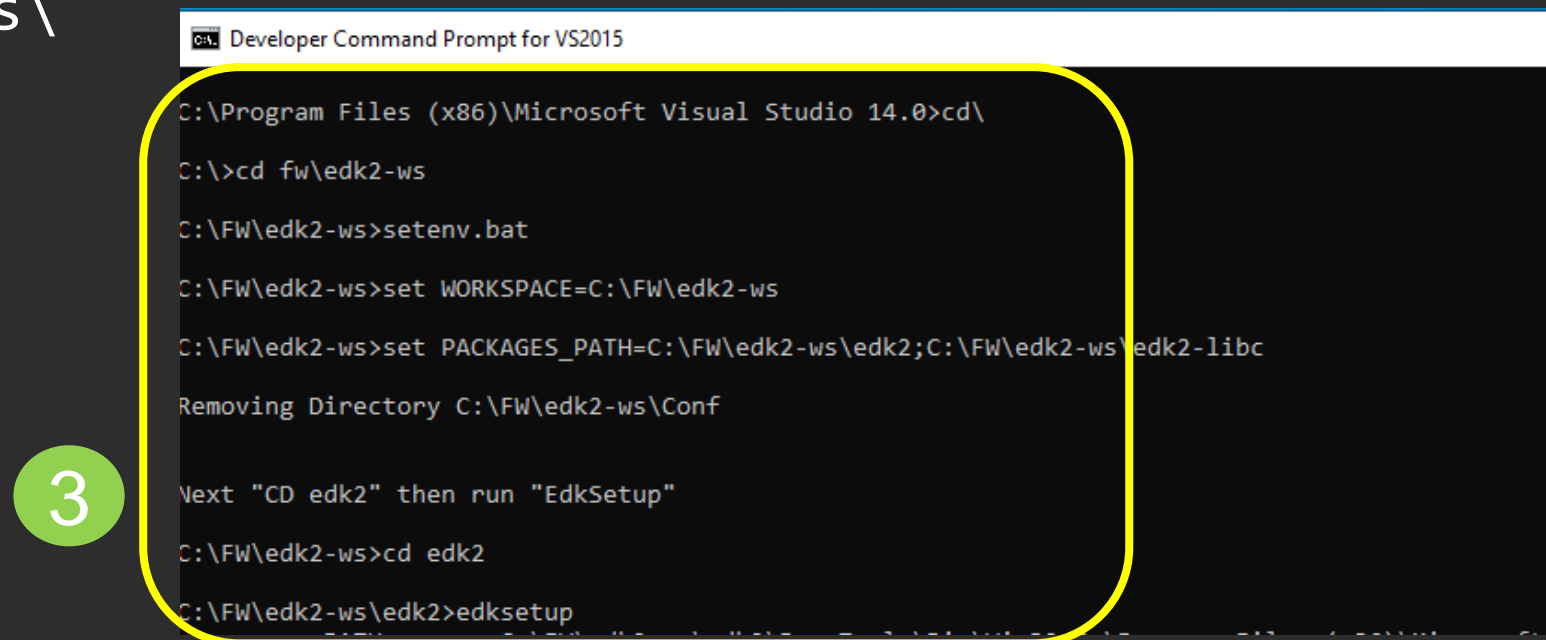 s\
Developer Command Prompt for VS2015
C:\Program Files (x86)\Microsoft Visual Studio 14.0>cd\
C:\>cd fw\edk2-ws
C:\FW\edk2-ws>setenv.bat
C:\FW\edk2-ws>set WORKSPACE=C:\FW\edk2-ws
C:\FW\edk2-ws>set PACKAGES_PATH=C:\FW\edk2-ws\edk2;C:\FW\edk2-ws\edk2-libc
Removing Directory C:\FW\edk2-ws\Conf
3
Next "CD edk2" then run "EdkSetup"
C:\FW\edk2-ws>cd edk2
C:\FW\edk2-ws\edk2>edksetup